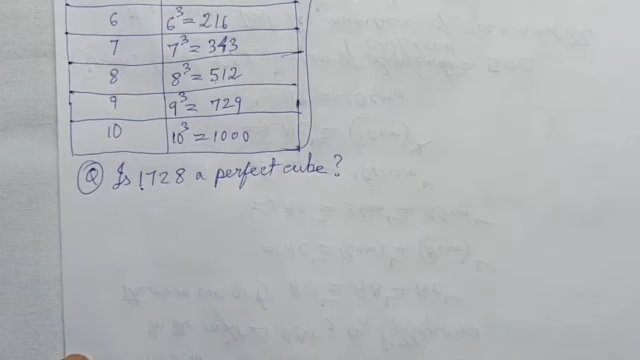 6 6³ = 216
7 7³ = 343
8 8³ = 512
9 9³ = 729
10 10³ = 1000
Q Is 1728 a perfect cube?